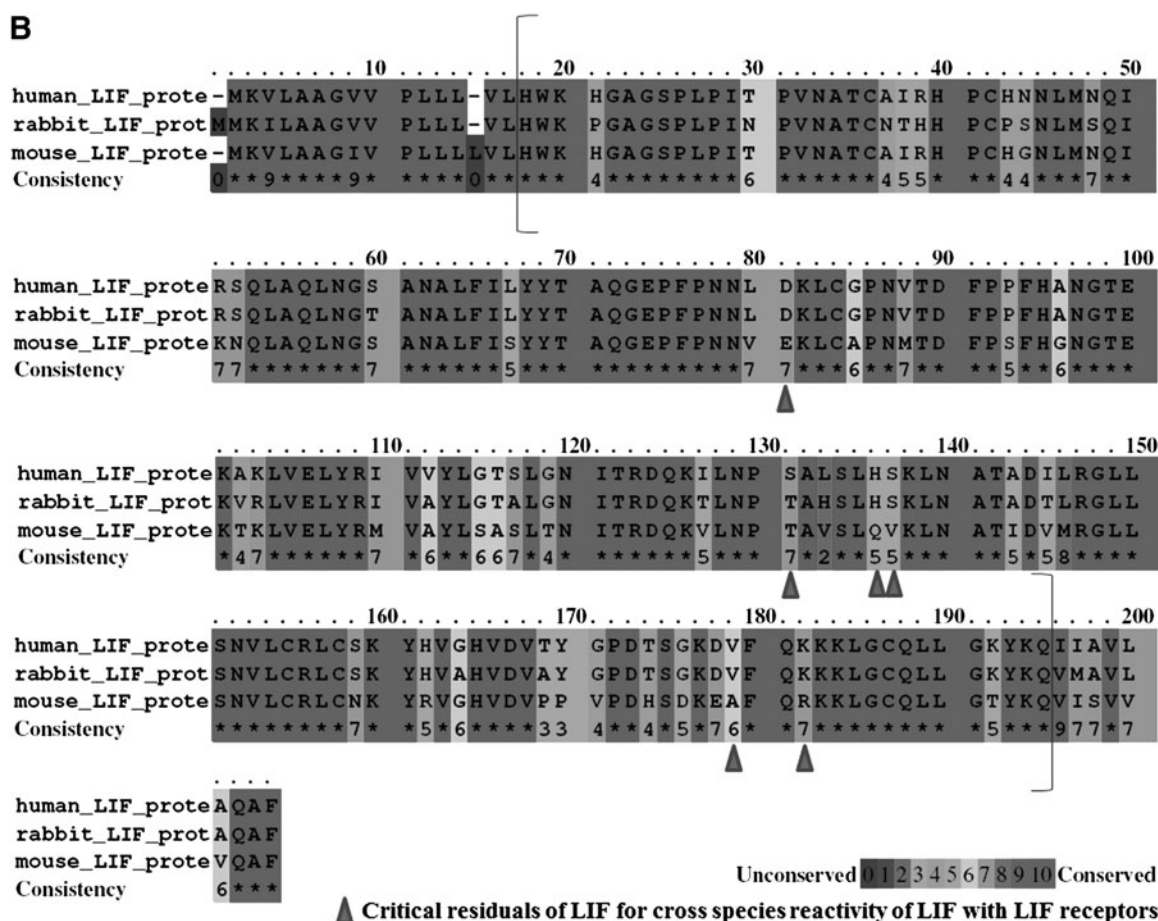 B
. . . . . . . . . 10 . . . . . . . . . 20 . . . . . . . . . 30 . . . . . . . . . 40 . . . . . . . . . 50
human_LIF_prote –MKVLAAGVV PLLL–VLHWK HGAGSPLPIT PVNATCAIRH PCHNNLMNQI
rabbit_LIF_prot MMKILAAGVV PLLL–VLHWK PGAGSPLPIN PVNATCNTHH PCPSNLMSQI
mouse_LIF_prote –MKVLAAGIV PLLLLVLHWK HGAGSPLPIT PVNATCAIRH PCHGNLMNQI
Consistency 0**9****9* ****0***** 4********6 ******455* **44***7**
. . . . . . . . . 60 . . . . . . . . . 70 . . . . . . . . . 80 . . . . . . . . . 90 . . . . . . . . . 100
human_LIF_prote RSQLAQLNGS ANALFILYYT AQGEPFPNNL DKLCGPNVTD FPPFHANGTE
rabbit_LIF_prot RSQLAQLNGT ANALFILYYT AQGEPFPNNL DKLCGPNVTD FPPFHANGTE
mouse_LIF_prote KNQLAQLNGS ANALFISYYT AQGEPFPNNV EKLCAPNMTD FPSFHGNGTE
Consistency 77*******7 ******5*** *********7 7***6**7** **5**6****
. . . . . . . . . 110 . . . . . . . . . 120 . . . . . . . . . 130 . . . . . . . . . 140 . . . . . . . . . 150
human_LIF_prote KAKLVELYRI VVYLGTSLGN ITRDQKILNP SALSLHSKLN ATADILRGLL
rabbit_LIF_prot KVRLVELYRI VAYLGTALGN ITRDQKTLNP TAHSLHSKLN ATADTLRGLL
mouse_LIF_prote KTKLVELYRM VAYLSASLTN ITRDQKVLNP TAVSLQVKLN ATIDVMRGLL
Consistency *47******7 *6**667*4* ******5*** 7*2**55*** **5*58****
. . . . . . . . . 160 . . . . . . . . . 170 . . . . . . . . . 180 . . . . . . . . . 190 . . . . . . . . . 200
human_LIF_prote SNVLCRLCSK YHVGHVDVTY GPDTSGKDVF QKKKLGCQLL GKYKQIIAVL
rabbit_LIF_prot SNVLCRLCSK YHVAHVDVAY GPDTSGKDVF QKKKLGCQLL GKYKQVMAVL
mouse_LIF_prote SNVLCRLCNK YRVGHVDVPP VPDHSDKEAF QRKKLGCQLL GTYKQVISVV
Consistency ********7* *5*6****33 4**4*5*76* *7******** *5***977*7
. . . .
human_LIF_prote AQAF
rabbit_LIF_prot AQAF
mouse_LIF_prote VQAF
Consistency 6***
Unconserved 0 1 2 3 4 5 6 7 8 9 10 Conserved
Critical residuals of LIF for cross species reactivity of LIF with LIF receptors